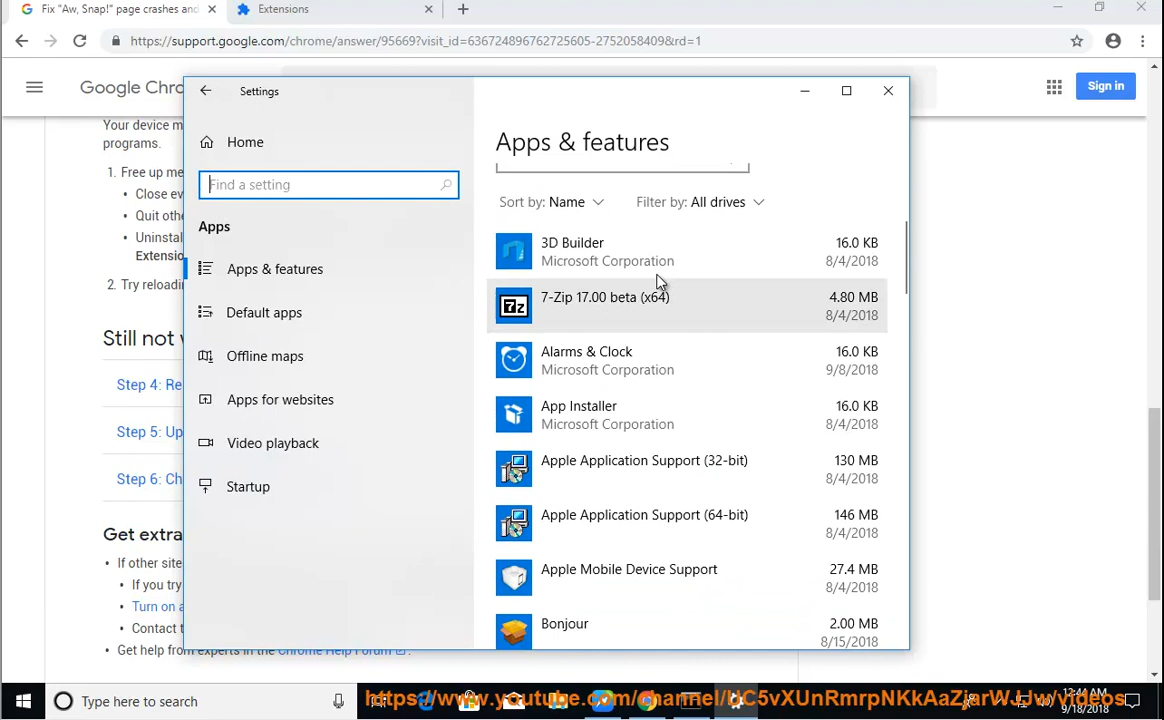 Fix "Aw, Snap!" page crashes and
Extensions
https://support.google.com/chrome/answer/95669?visit_id=636724896762725605-2752058409&rd=1
Google Chro
Sign in
Your device m
programs.
1. Free up me
• Close ev
• Quit othe
• Uninstal
Extensio
2. Try reloadi
Still not
Step 4: Re
Step 5: Up
Step 6: Ch
Get extra
• If other site
• If you try
• Turn on a
• Contact t
• Get help from experts in the Chrome Help Forum
Settings
Home
Find a setting
Apps
Apps & features
Default apps
Offline maps
Apps for websites
Video playback
Startup
Apps & features
Sort by: Name
Filter by: All drives
3D Builder
16.0 KB
Microsoft Corporation
8/4/2018
7-Zip 17.00 beta (x64)
4.80 MB
8/4/2018
Alarms & Clock
16.0 KB
Microsoft Corporation
9/8/2018
App Installer
16.0 KB
Microsoft Corporation
8/4/2018
Apple Application Support (32-bit)
130 MB
8/4/2018
Apple Application Support (64-bit)
146 MB
8/4/2018
Apple Mobile Device Support
27.4 MB
8/4/2018
Bonjour
2.00 MB
8/15/2018
Type here to search
12:44 AM
9/18/2018